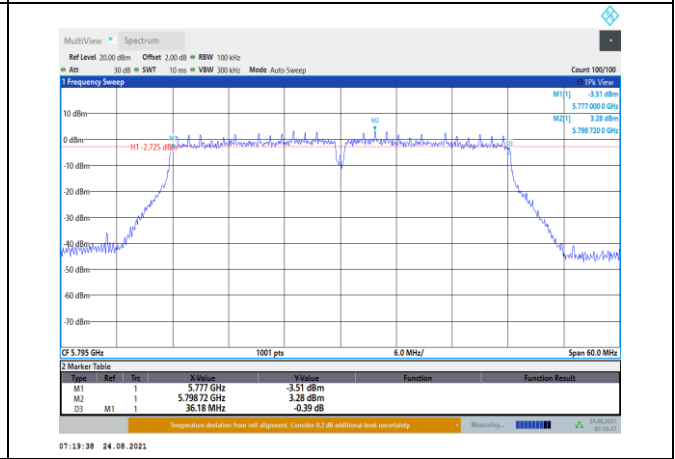 MultiView Spectrum
Ref Level 20.00 dBm Offset 2.00 dB RBW 100 kHz
Att 30 dB SWT 10 ms VBW 300 kHz Mode Auto Sweep Count 100/100
1 Frequency Sweep 1Pk View
M1[1] -3.51 dBm
5.777 000 0 GHz
M2[1] 3.28 dBm
5.798 720 0 GHz
10 dBm
M2
0 dBm
H1 -2.725 dBm
D3
-10 dBm
-20 dBm
-30 dBm
-40 dBm
-50 dBm
-60 dBm
-70 dBm
CF 5.795 GHz 1001 pts 6.0 MHz/ Span 60.0 MHz
2 Marker Table
Type Ref Trc X-Value Y-Value Function Function Result
M1 1 5.777 GHz -3.51 dBm
M2 1 5.798 72 GHz 3.28 dBm
D3 M1 1 36.18 MHz -0.39 dB
Temperature deviation from self alignment. Consider 0.2 dB additional level uncertainty. Measuring... 24.08.2021
07:19:37
07:19:38 24.08.2021